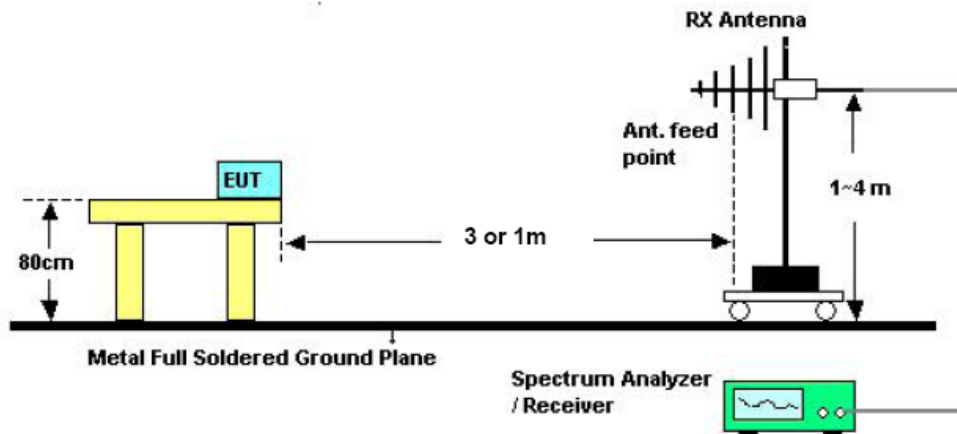 RX Antenna
Ant. feed
point
EUT
1~4 m
3 or 1m
80cm
Metal Full Soldered Ground Plane
Spectrum Analyzer
/ Receiver